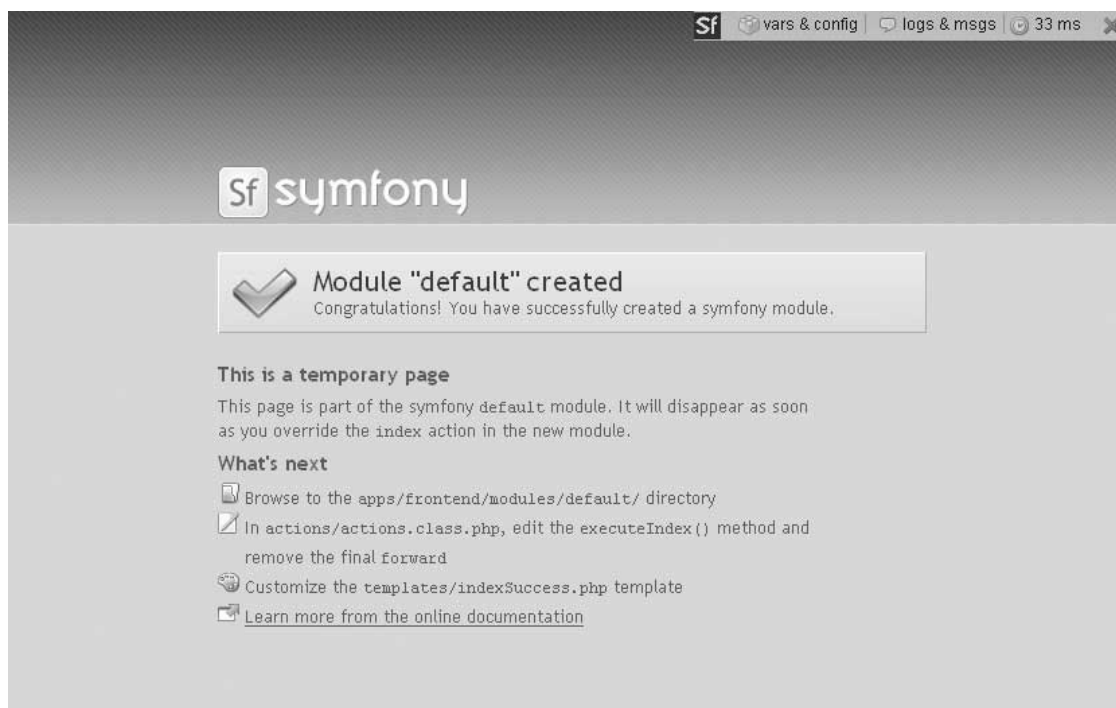 Sf vars & config logs & msgs 33 ms
Sf symfony
Module "default" created
Congratulations! You have successfully created a symfony module.
This is a temporary page
This page is part of the symfony default module. It will disappear as soon
as you override the index action in the new module.
What's next
Browse to the apps/frontend/modules/default/ directory
In actions/actions.class.php, edit the executeIndex() method and
remove the final forward
Customize the templates/indexSuccess.php template
Learn more from the online documentation